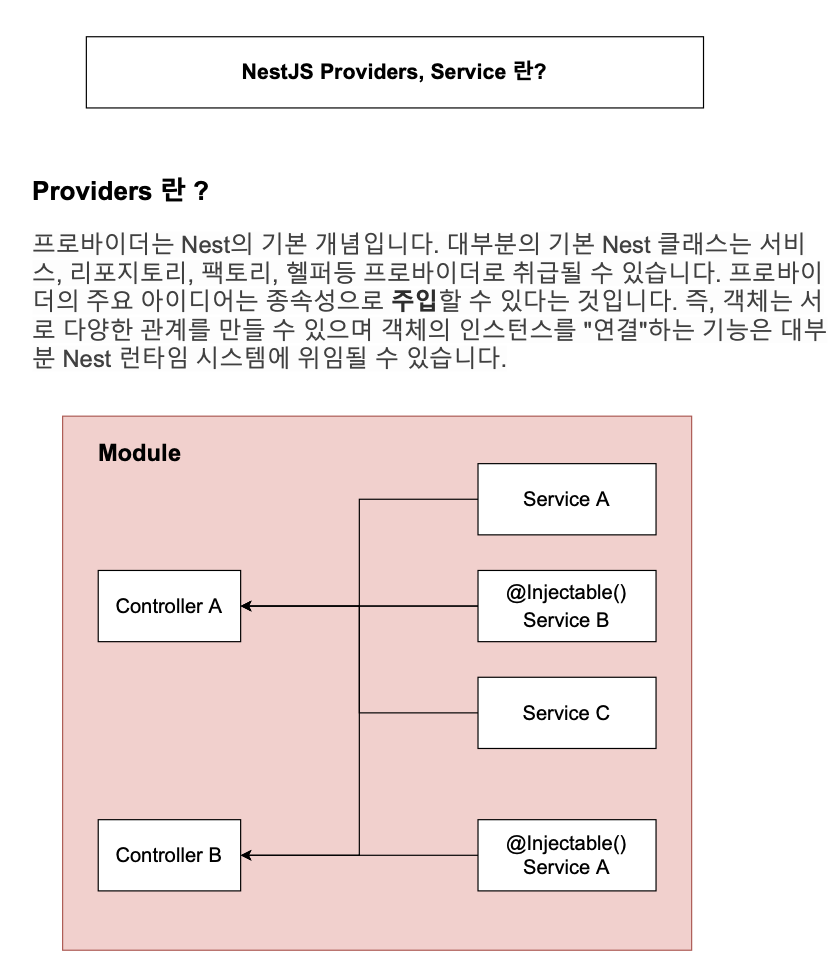 NestJS Providers, Service 란?
Providers 란 ?
프로바이더는 Nest의 기본 개념입니다. 대부분의 기본 Nest 클래스는 서비
스, 리포지토리, 팩토리, 헬퍼등 프로바이더로 취급될 수 있습니다. 프로바이
더의 주요 아이디어는 종속성으로 주입할 수 있다는 것입니다. 즉, 객체는 서
로 다양한 관계를 만들 수 있으며 객체의 인스턴스를 "연결"하는 기능은 대부
분 Nest 런타임 시스템에 위임될 수 있습니다.
Module
Service A
Controller A
@Injectable()
Service B
Service C
Controller B
@Injectable()
Service A